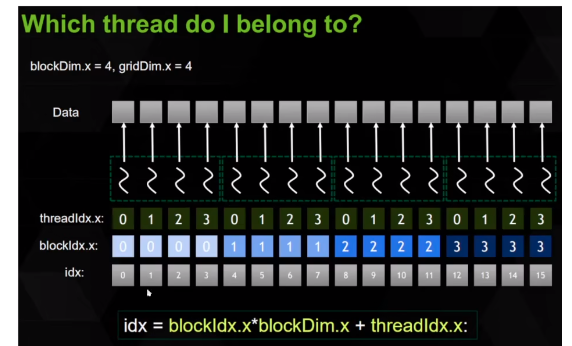 Which thread do I belong to?
blockDim.x = 4, gridDim.x = 4
Data
threadIdx.x: 0 1 2 3 0 1 2 3 0 1 2 3 0 1 2 3
blockIdx.x: 0 0 0 0 1 1 1 1 2 2 2 2 3 3 3 3
idx: 0 1 2 3 4 5 6 7 8 9 10 11 12 13 14 15
idx = blockIdx.x*blockDim.x + threadIdx.x: